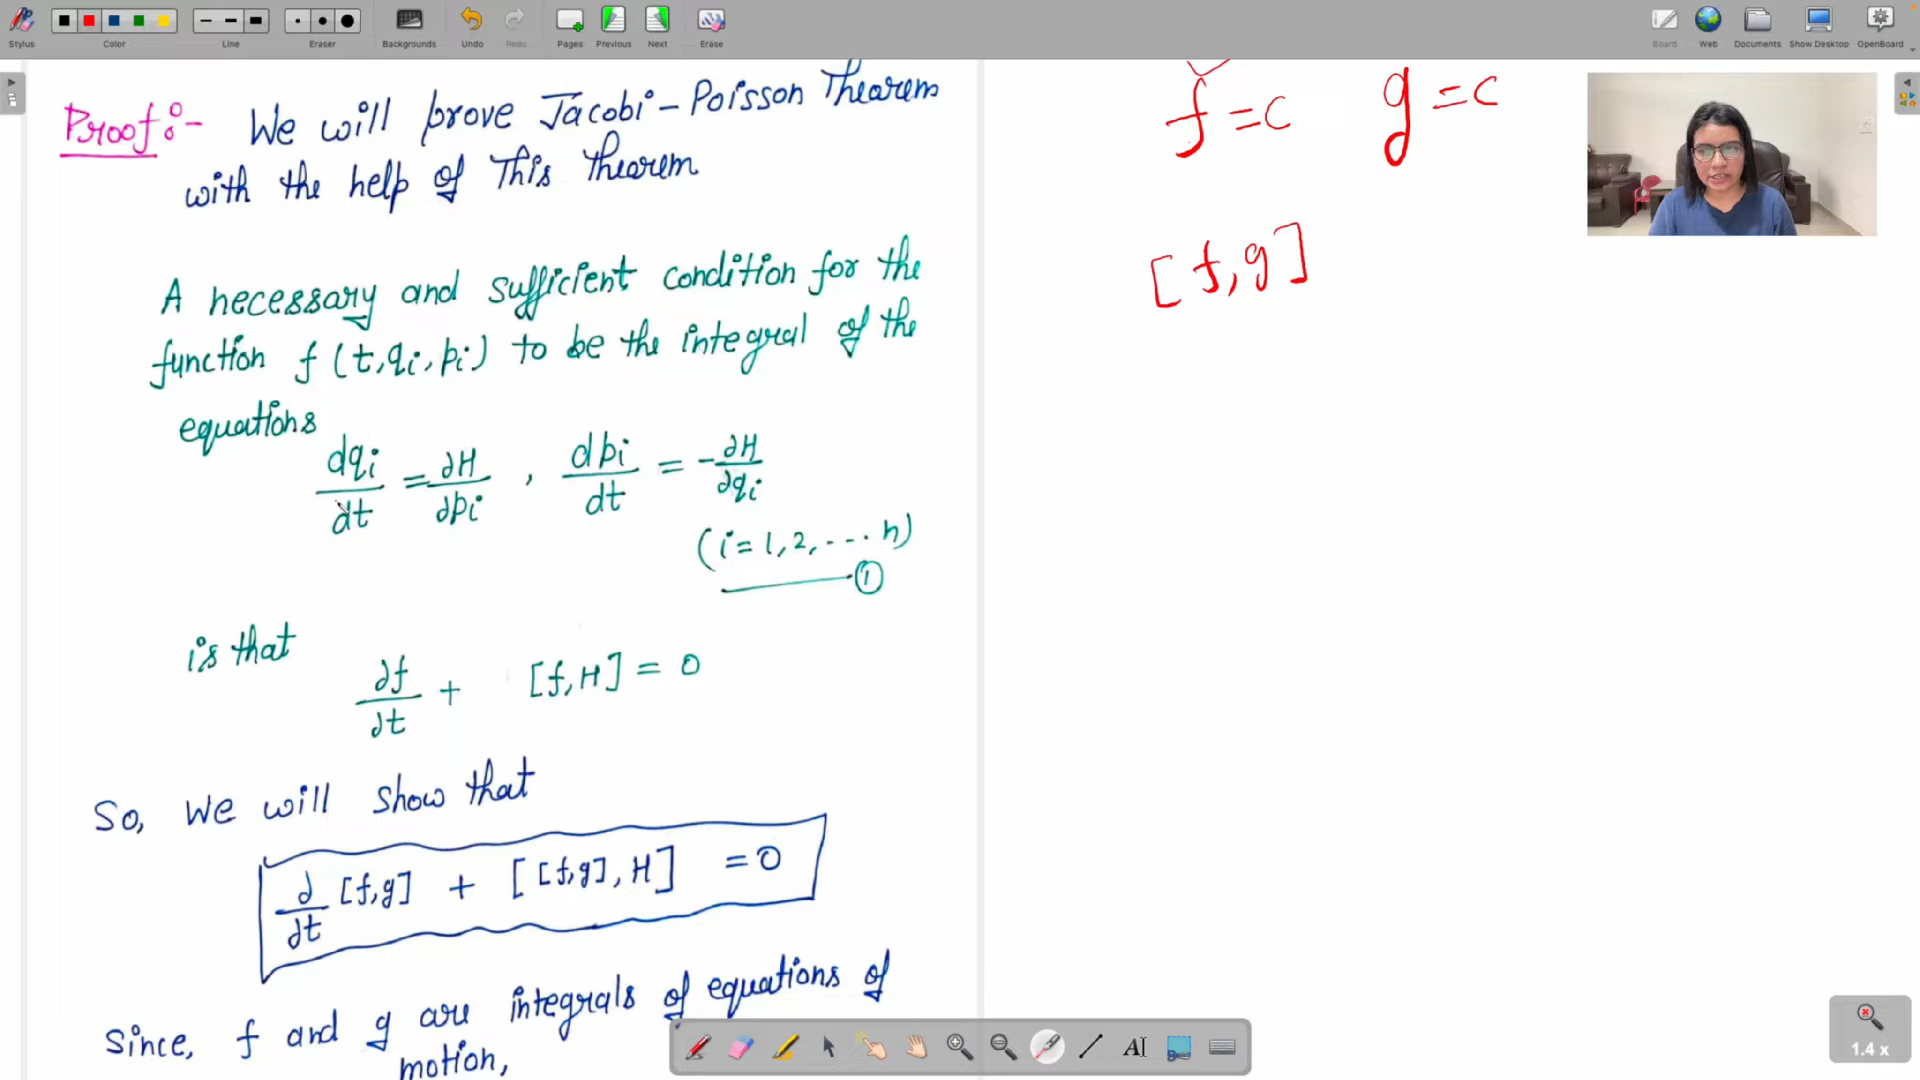 Stylus
Color
Line
Eraser
Backgrounds
Undo
Redo
Pages
Previous
Next
Erase
Board
Web
Documents
Show Desktop
OpenBoard
Proof:- We will prove Jacobi-Poisson Thearem
with the help of This Thearem
A necessary and sufficient condition for the
function f (t, qi, pi) to be the integral of the
equations
dqi/dt = ∂H/∂pi , dpi/dt = -∂H/∂qi
(i = 1, 2, ---. n)
①
is that
∂f/∂t + [f, H] = 0
So, We will show that
∂/∂t [f,g] + [[f,g], H] = 0
Since, f and g are integrals of equations of
motion,
f = c g = c
[f, g]
1.4 x